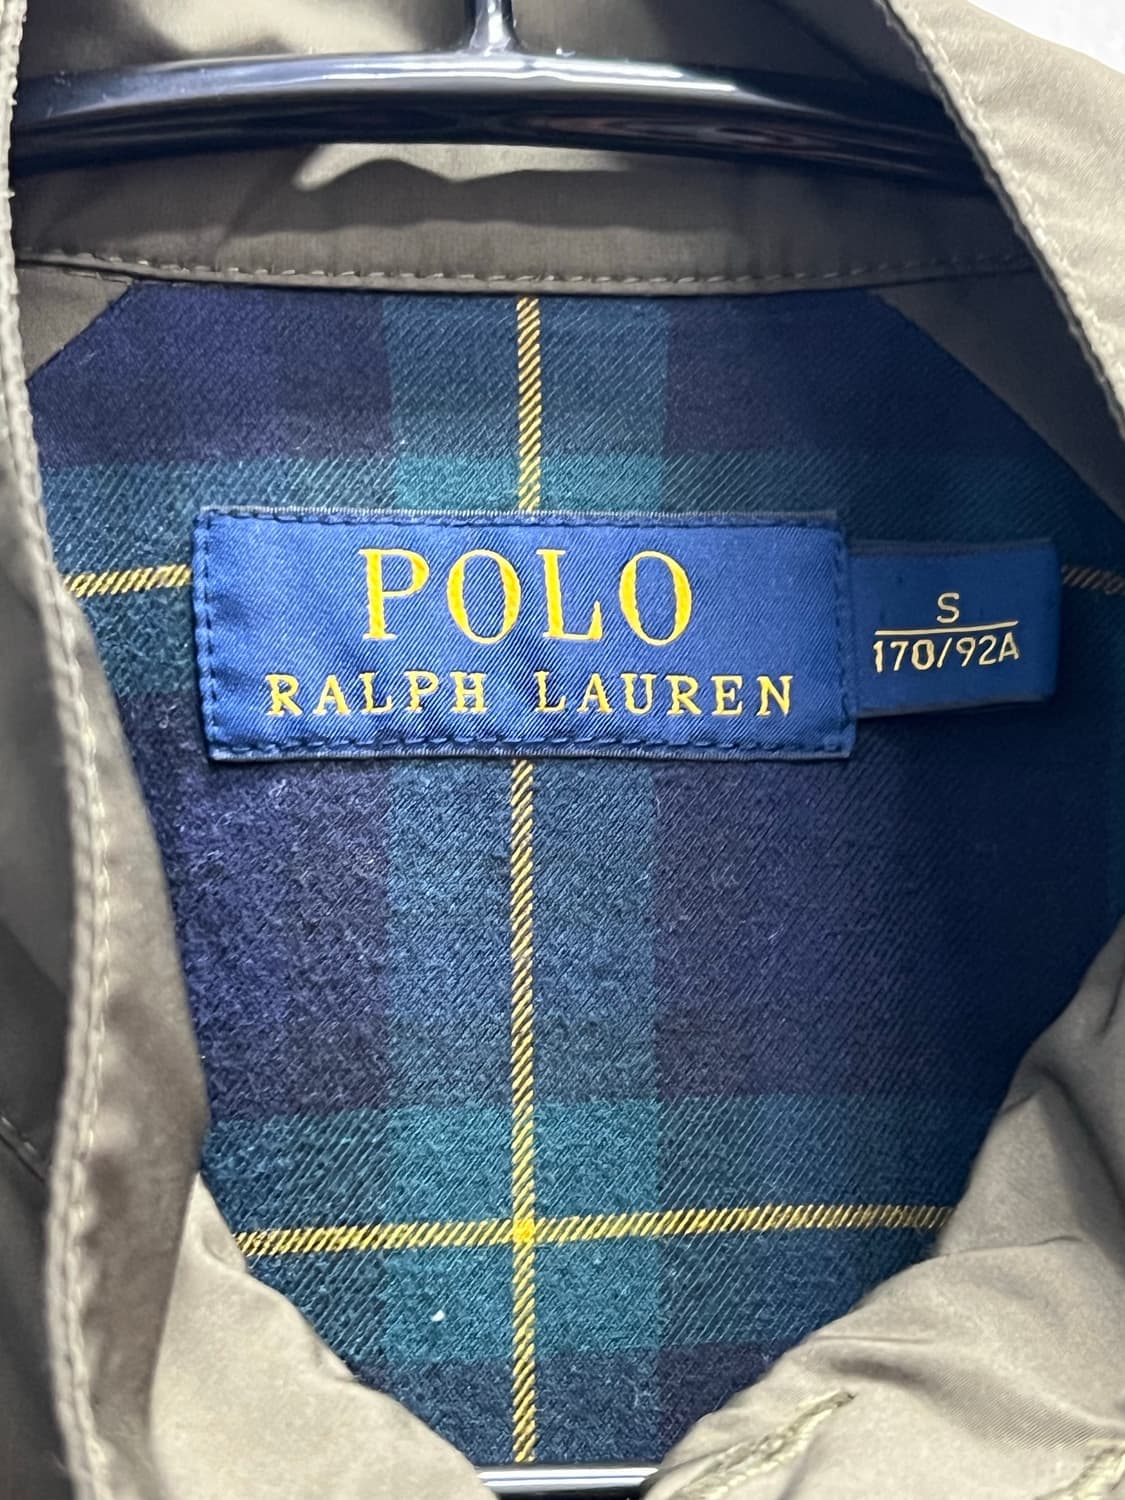 POLO
RALPH LAUREN
S
170/92A